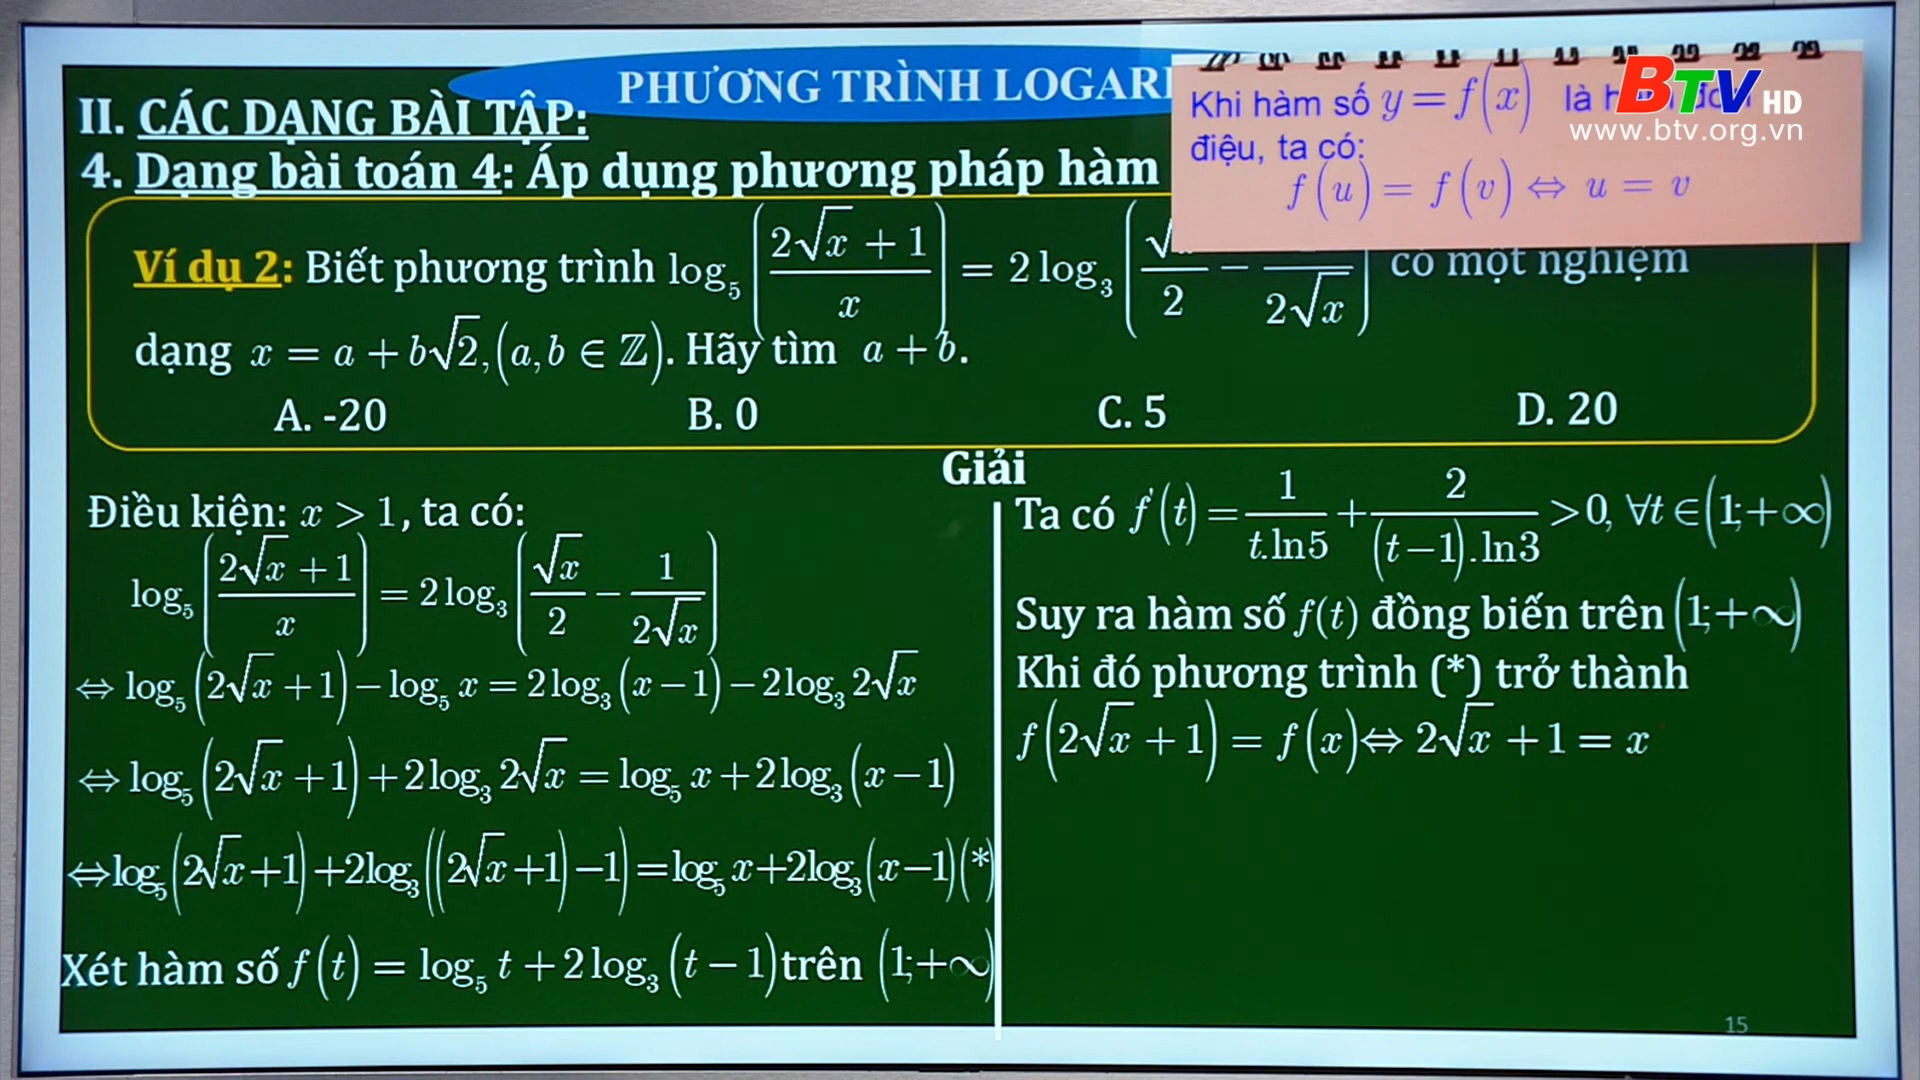 PHƯƠNG TRÌNH LOGARI
II. CÁC DẠNG BÀI TẬP:
4. Dạng bài toán 4: Áp dụng phương pháp hàm
Khi hàm số y = f(x) là
điệu, ta có:
f(u) = f(v) ⇔ u = v
BTV HD
www.btv.org.vn
Ví dụ 2: Biết phương trình log₅((2√x + 1)/x) = 2log₃(√ /2 − /(2√x)) có một nghiệm
dạng x = a + b√2, (a, b ∈ ℤ). Hãy tìm a + b.
A. -20 B. 0 C. 5 D. 20
Giải
Điều kiện: x > 1, ta có:
log₅((2√x + 1)/x) = 2log₃(√x/2 − 1/(2√x))
⇔ log₅(2√x + 1) − log₅ x = 2log₃(x − 1) − 2log₃ 2√x
⇔ log₅(2√x + 1) + 2log₃ 2√x = log₅ x + 2log₃(x − 1)
⇔ log₅(2√x + 1) + 2log₃((2√x + 1) − 1) = log₅ x + 2log₃(x − 1) (*)
Xét hàm số f(t) = log₅ t + 2log₃(t − 1) trên (1; +∞)
Ta có f'(t) = 1/(t.ln5) + 2/((t − 1).ln3) > 0, ∀t ∈ (1; +∞)
Suy ra hàm số f(t) đồng biến trên (1; +∞)
Khi đó phương trình (*) trở thành
f(2√x + 1) = f(x) ⇔ 2√x + 1 = x
15